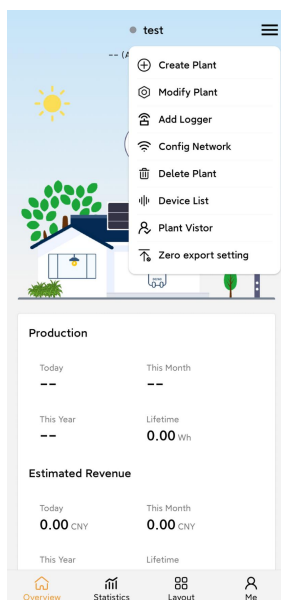 test
-- (A
Create Plant
Modify Plant
Add Logger
Config Network
Delete Plant
Device List
Plant Vistor
Zero export setting
Production
Today This Month
-- --
This Year Lifetime
-- 0.00 Wh
Estimated Revenue
Today This Month
0.00 CNY 0.00 CNY
This Year Lifetime
Overview Statistics Layout Me